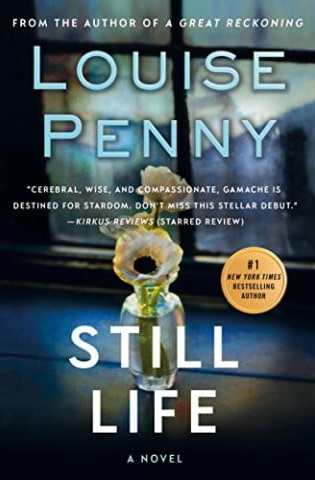 FROM THE AUTHOR OF A GREAT RECKONING
LOUISE
PENNY
"CEREBRAL, WISE, AND COMPASSIONATE, GAMACHE IS
DESTINED FOR STARDOM. DON'T MISS THIS STELLAR DEBUT."
—KIRKUS REVIEWS (STARRED REVIEW)
#1
NEW YORK TIMES
BESTSELLING
AUTHOR
STILL
LIFE
A NOVEL